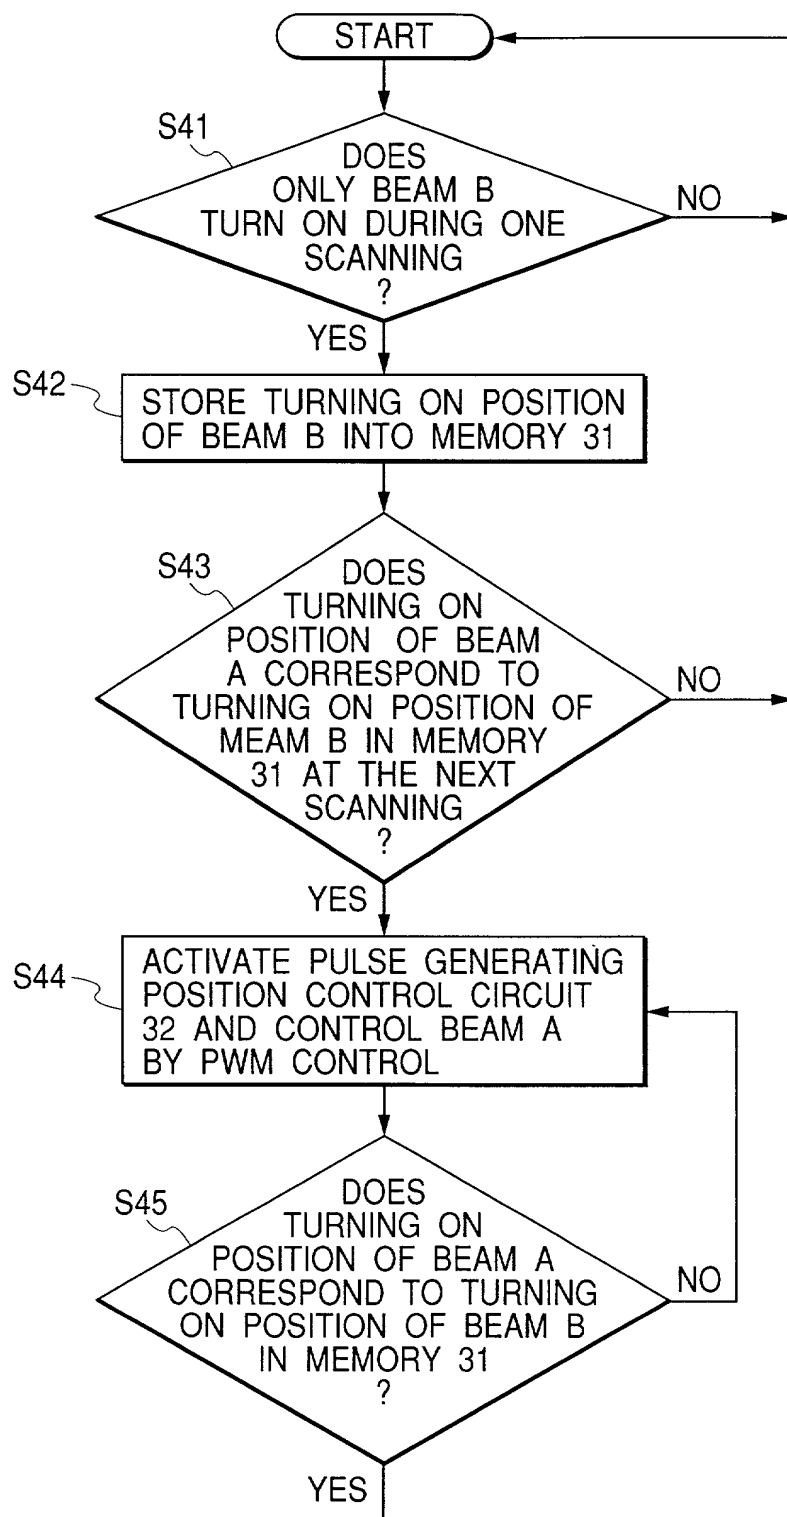 START
S41
DOES
ONLY BEAM B
TURN ON DURING ONE
SCANNING
?
NO
YES
S42
STORE TURNING ON POSITION
OF BEAM B INTO MEMORY 31
S43
DOES
TURNING ON
POSITION OF BEAM
A CORRESPOND TO
TURNING ON POSITION OF
MEAM B IN MEMORY
31 AT THE NEXT
SCANNING
?
NO
YES
S44
ACTIVATE PULSE GENERATING
POSITION CONTROL CIRCUIT
32 AND CONTROL BEAM A
BY PWM CONTROL
S45
DOES
TURNING ON
POSITION OF BEAM A
CORRESPOND TO TURNING
ON POSITION OF BEAM B
IN MEMORY 31
?
NO
YES